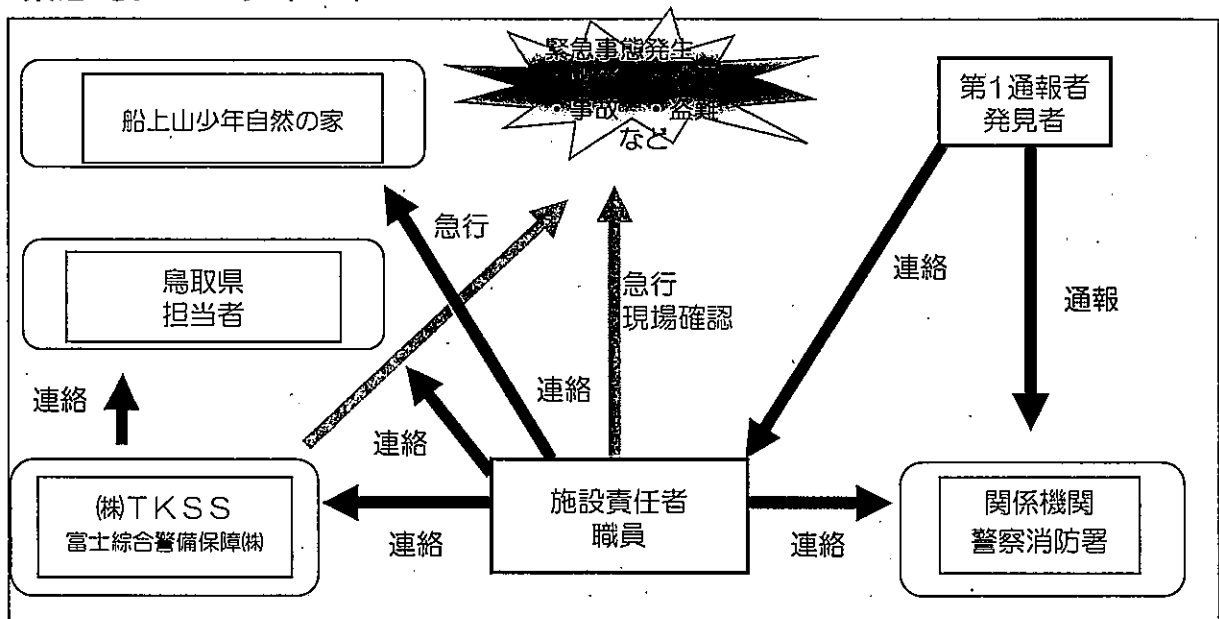 緊急事態発生
・事故 ・盗難
など
第1通報者
発見者
船上山少年自然の家
急行
鳥取県
担当者
急行
現場確認
連絡
通報
連絡
連絡
連絡
(株)TKSS
富士綜合警備保障㈱
連絡
施設責任者
職員
連絡
関係機関
警察消防署